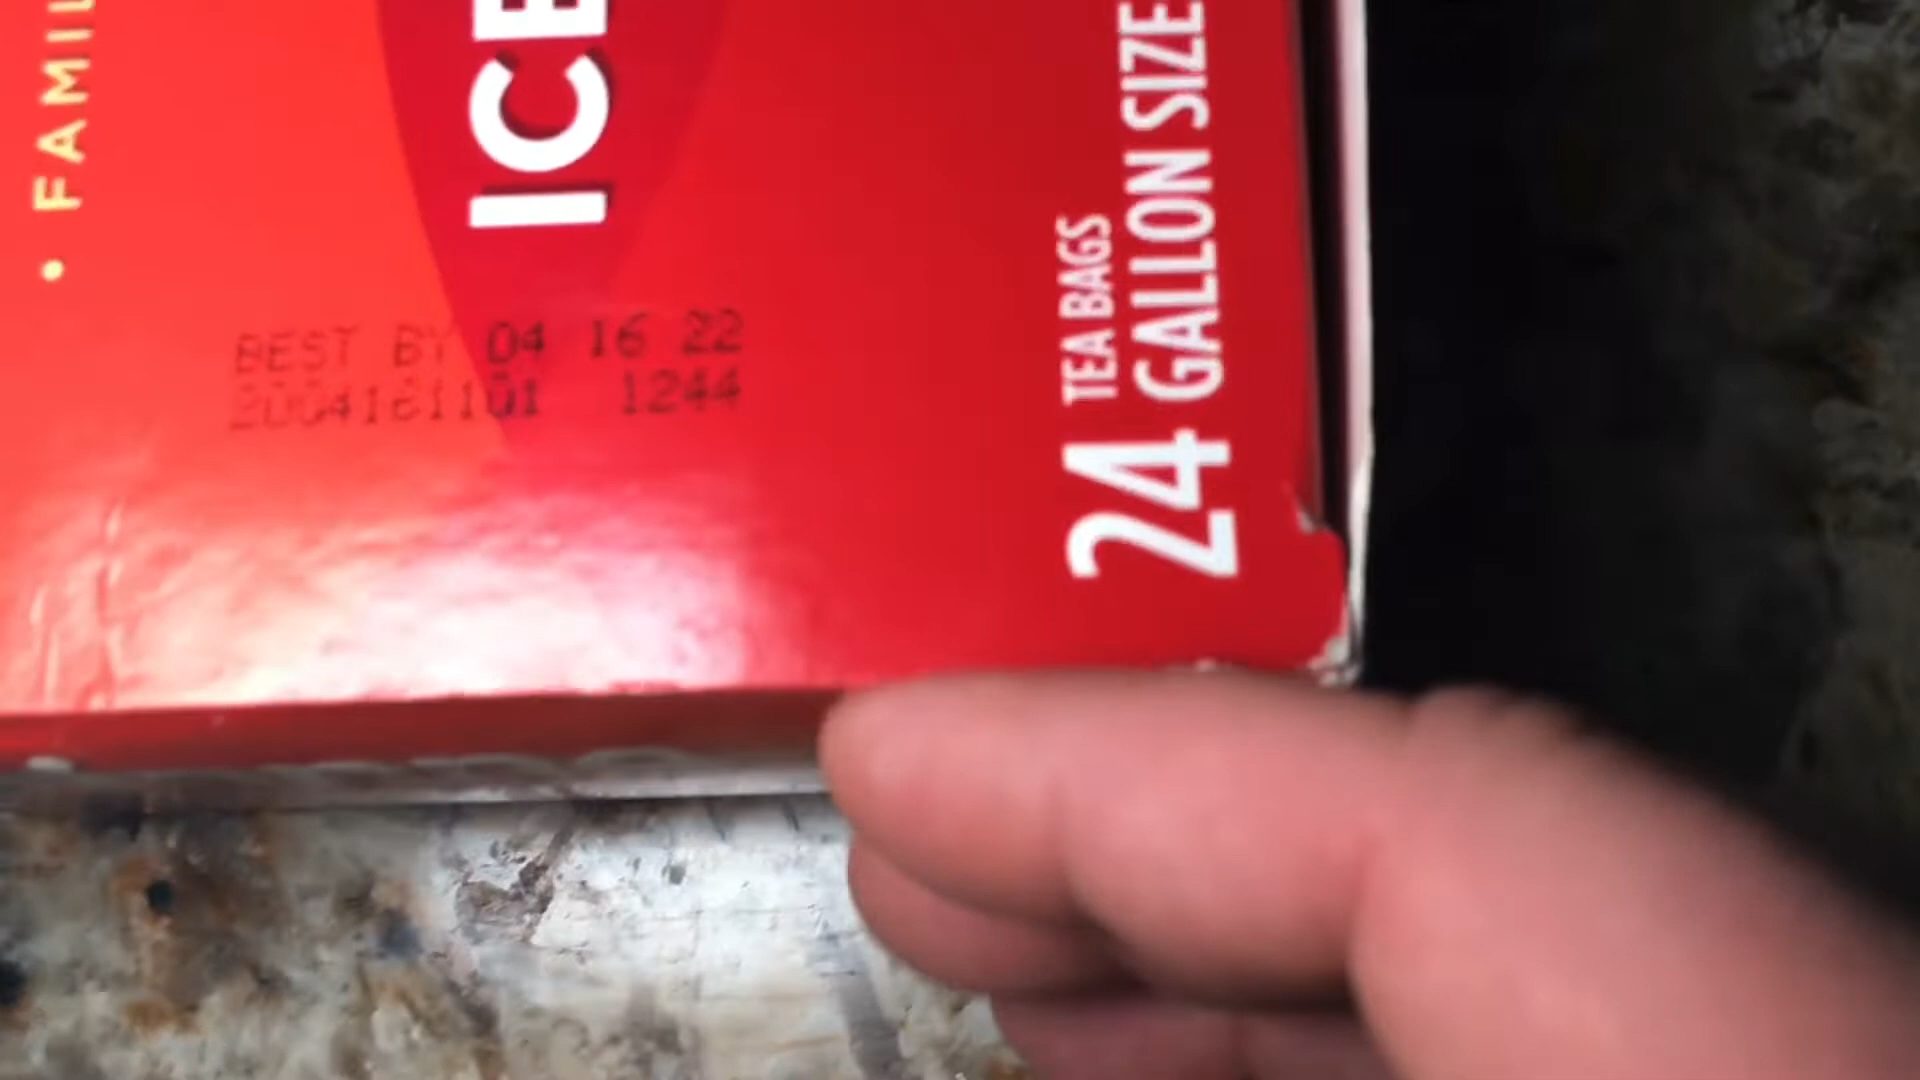 • FAMIL
ICE
BEST BY 04 16 22
1244
24 TEA BAGS
GALLON SIZE